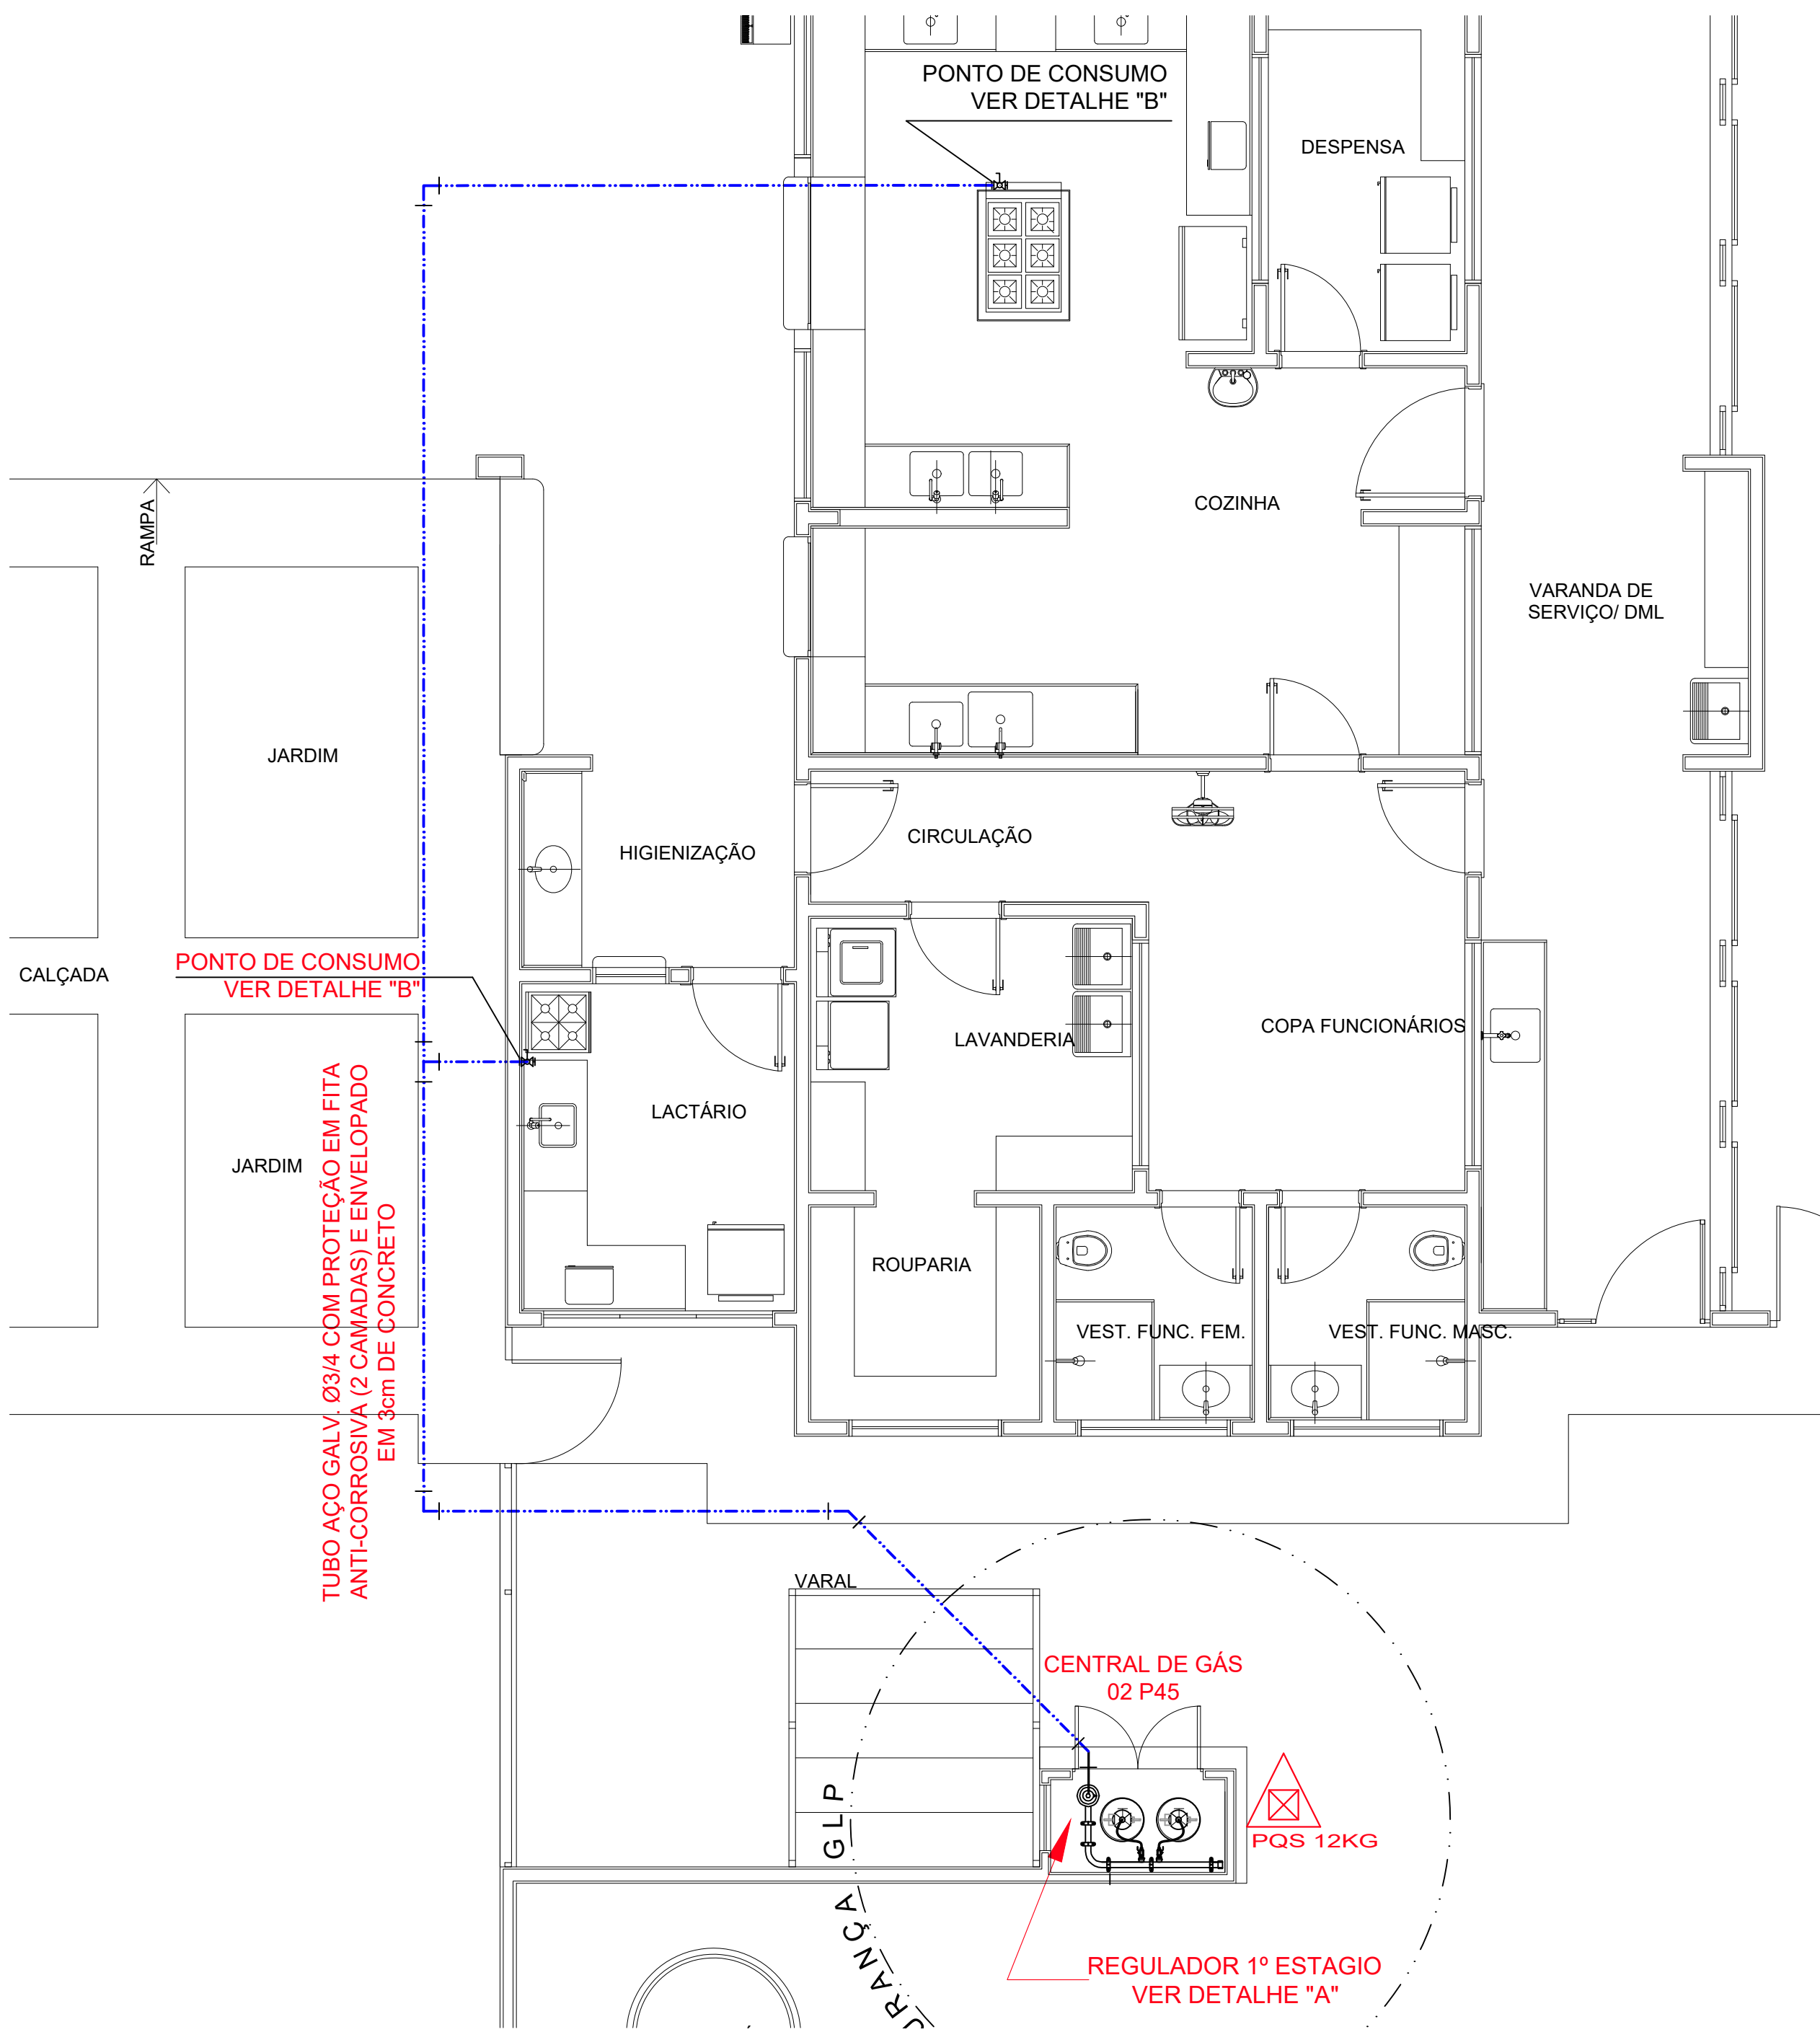 PONTO DE CONSUMO
VER DETALHE "B"
DESPENSA
RAMPA
COZINHA
VARANDA DE
SERVIÇO/ DML
JARDIM
CIRCULAÇÃO
HIGIENIZAÇÃO
PONTO DE CONSUMO
VER DETALHE "B"
CALÇADA
LAVANDERIA
COPA FUNCIONÁRIOS
LACTÁRIO
JARDIM
TUBO AÇO GALV. Ø3/4 COM PROTEÇÃO EM FITA
ANTI-CORROSIVA (2 CAMADAS) E ENVELOPADO
EM 3cm DE CONCRETO
ROUPARIA
VEST. FUNC. FEM.
VEST. FUNC. MASC.
VARAL
CENTRAL DE GÁS
02 P45
GLP
PQS 12KG
URANÇA
REGULADOR 1º ESTAGIO
VER DETALHE "A"